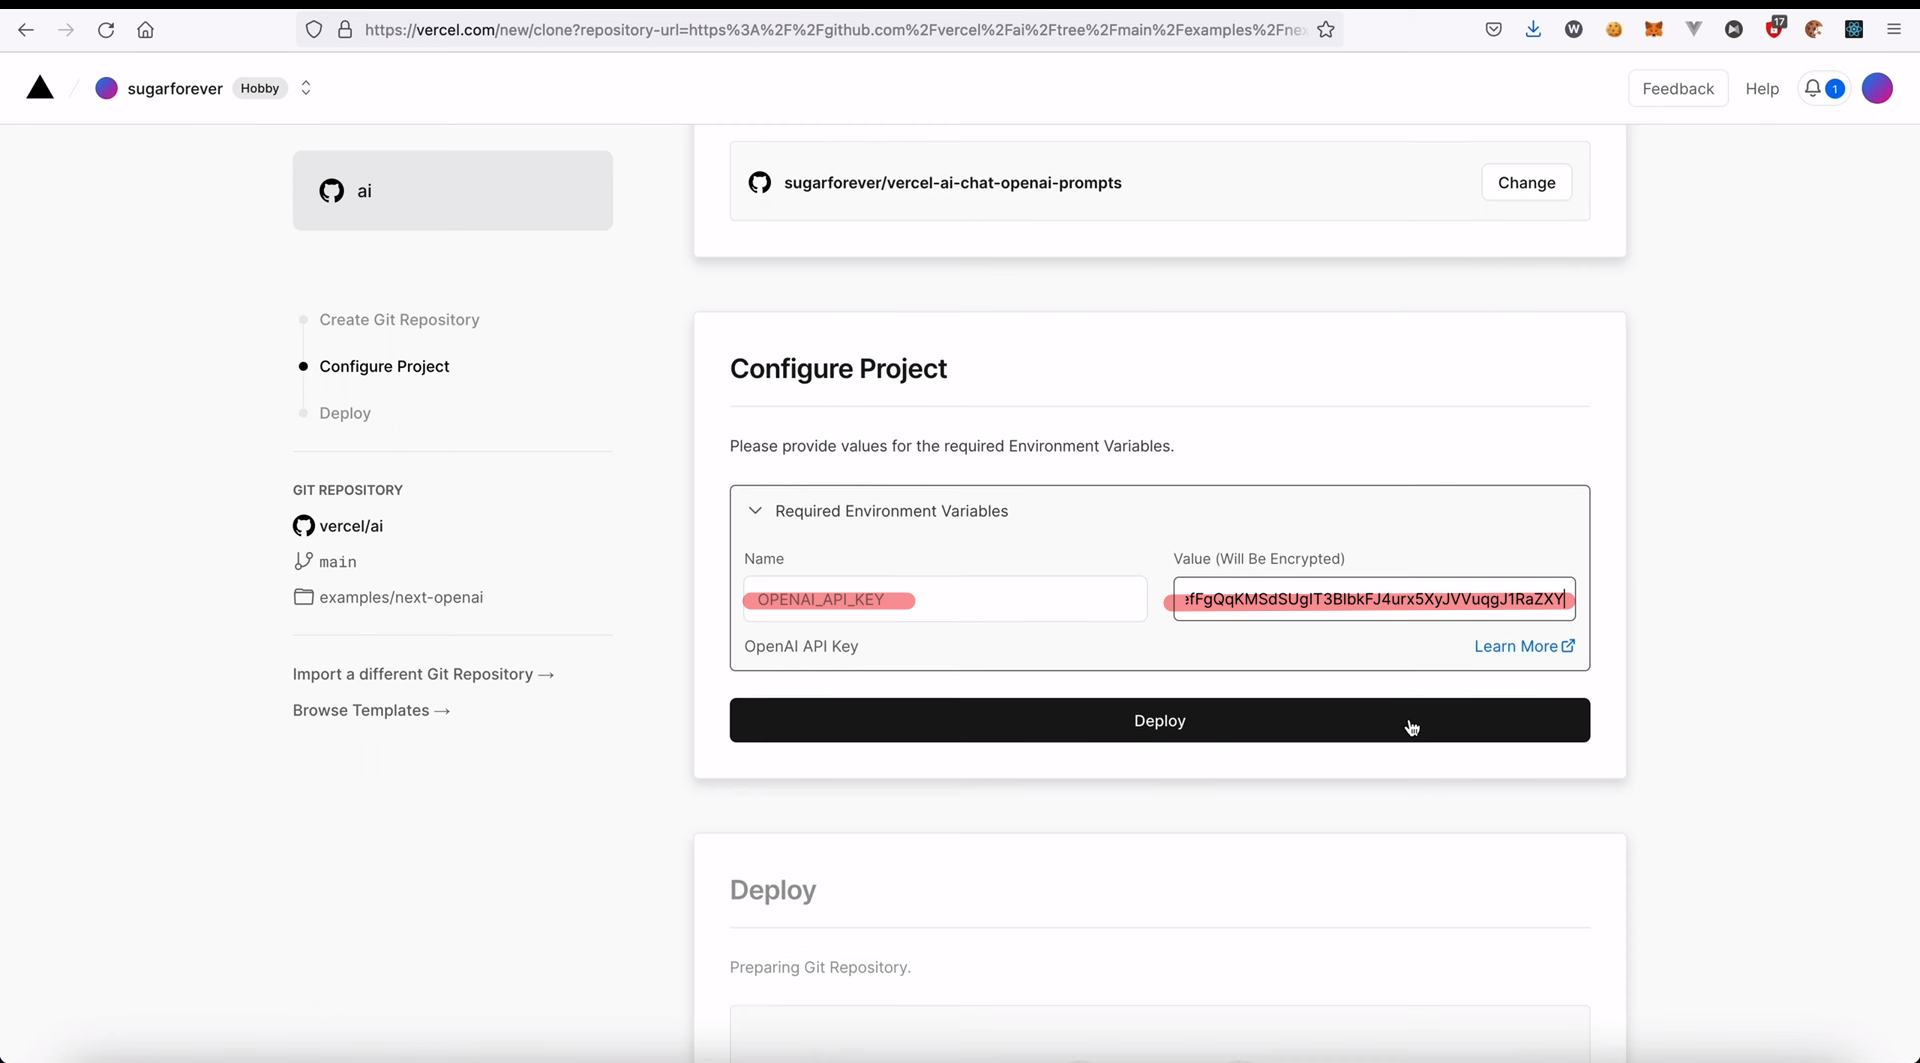 https://vercel.com/new/clone?repository-url=https%3A%2F%2Fgithub.com%2Fvercel%2Fai%2Ftree%2Fmain%2Fexamples%2Fnex
17
sugarforever Hobby
Feedback Help 1
ai
sugarforever/vercel-ai-chat-openai-prompts Change
Create Git Repository
Configure Project
Deploy
GIT REPOSITORY
vercel/ai
main
examples/next-openai
Import a different Git Repository →
Browse Templates →
Configure Project
Please provide values for the required Environment Variables.
Required Environment Variables
Name Value (Will Be Encrypted)
OPENAI_API_KEY
OpenAI API Key Learn More
Deploy
Deploy
Preparing Git Repository.